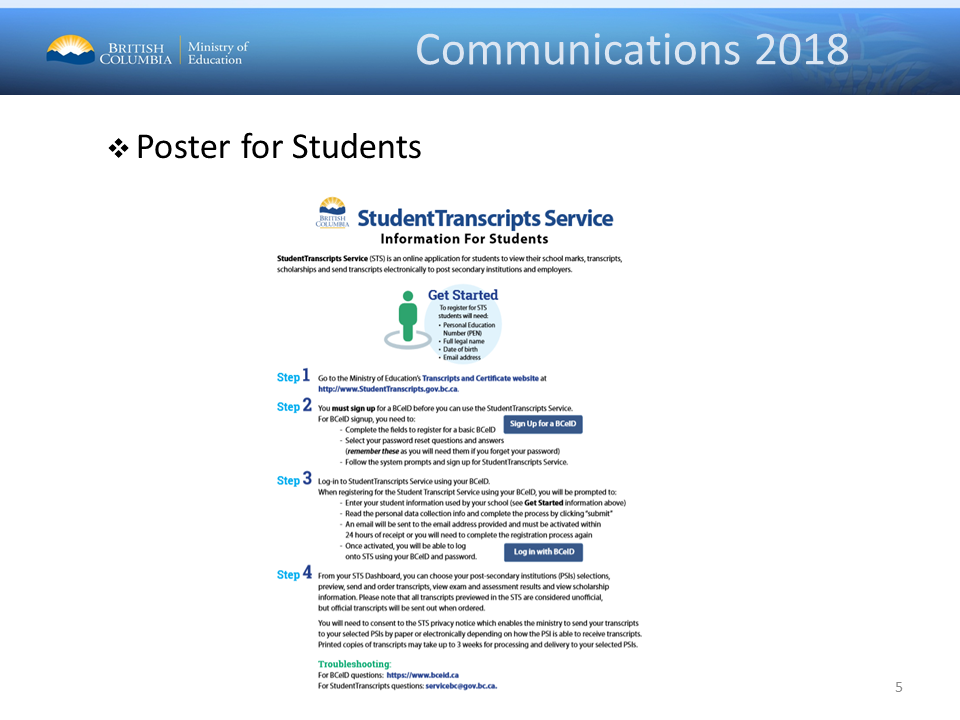 BRITISH
COLUMBIA
Ministry of
Education
Communications 2018
❖ Poster for Students
BRITISH
COLUMBIA
StudentTranscripts Service
Information For Students
StudentTranscripts Service (STS) is an online application for students to view their school marks, transcripts,
scholarships and send transcripts electronically to post secondary institutions and employers.
Get Started
To register for STS
students will need:
• Personal Education
Number (PEN)
• Full legal name
• Date of birth
• Email address
Step 1 Go to the Ministry of Education's Transcripts and Certificate website at
http://www.StudentTranscripts.gov.bc.ca.
Step 2 You must sign up for a BCeID before you can use the StudentTranscripts Service.
For BCeID signup, you need to:
- Complete the fields to register for a basic BCeID
Sign Up for a BCeID
- Select your password reset questions and answers
(remember these as you will need them if you forget your password)
- Follow the system prompts and sign up for StudentTranscripts Service.
Step 3 Log-in to StudentTranscripts Service using your BCeID.
When registering for the Student Transcript Service using your BCeID, you will be prompted to:
- Enter your student information used by your school (see Get Started information above)
- Read the personal data collection info and complete the process by clicking "submit"
- An email will be sent to the email address provided and must be activated within
24 hours of receipt or you will need to complete the registration process again
- Once activated, you will be able to log
onto STS using your BCeID and password.
Log in with BCeID
Step 4 From your STS Dashboard, you can choose your post-secondary institutions (PSIs) selections,
preview, send and order transcripts, view exam and assessment results and view scholarship
information. Please note that all transcripts previewed in the STS are considered unofficial,
but official transcripts will be sent out when ordered.
You will need to consent to the STS privacy notice which enables the ministry to send your transcripts
to your selected PSIs by paper or electronically depending on how the PSI is able to receive transcripts.
Printed copies of transcripts may take up to 3 weeks for processing and delivery to your selected PSIs.
Troubleshooting:
For BCeID questions: https://www.bceid.ca
For StudentTranscripts questions: servicebc@gov.bc.ca.
5